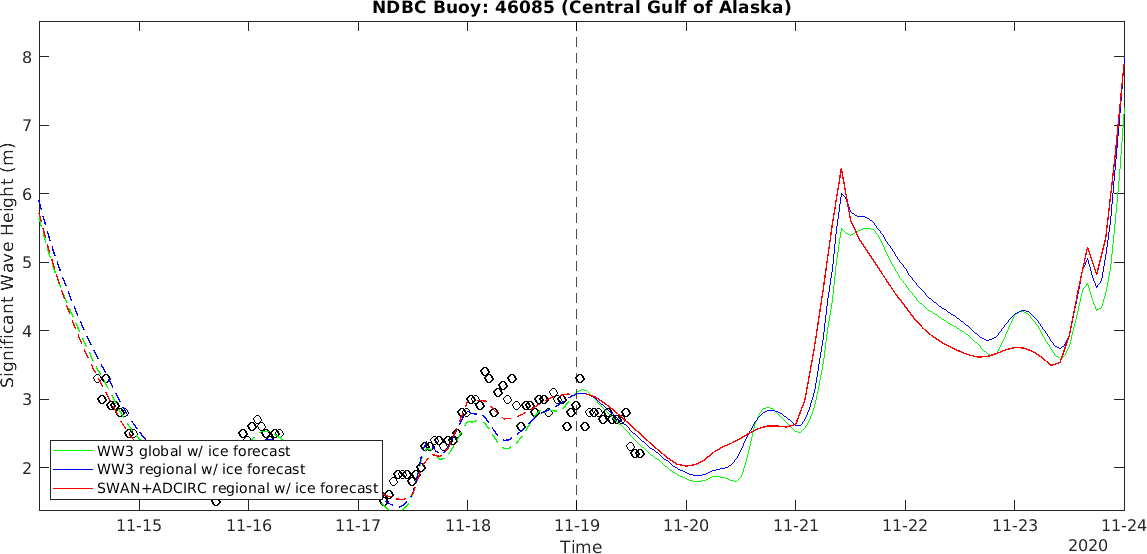 NDBC Buoy: 46085 (Central Gulf of Alaska)
Significant Wave Height (m)
8
7
6
5
4
3
2
WW3 global w/ ice forecast
WW3 regional w/ ice forecast
SWAN+ADCIRC regional w/ ice forecast
11-15 11-16 11-17 11-18 11-19 11-20 11-21 11-22 11-23 11-24
Time
2020